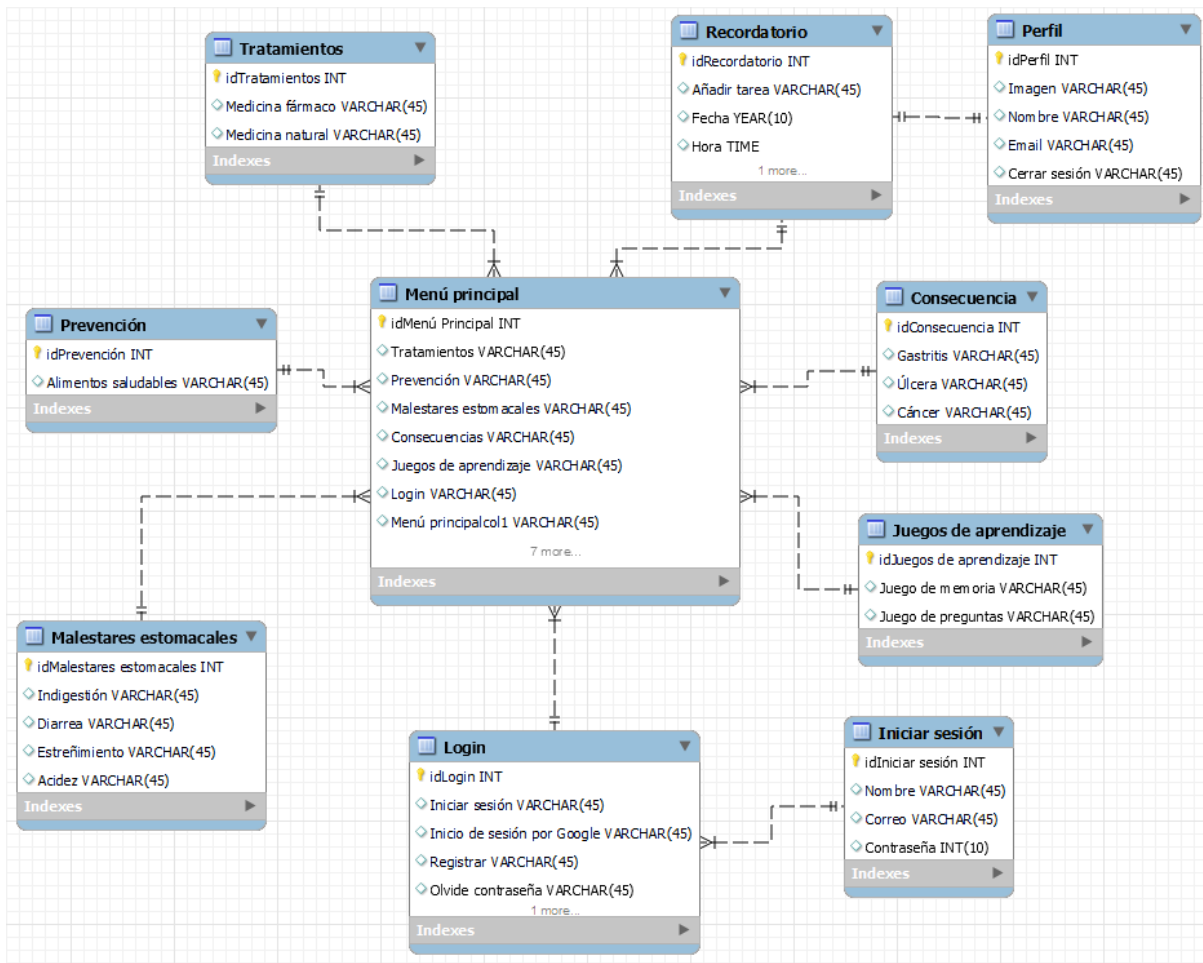 Tratamientos
idTratamientos INT
Medicina fármaco VARCHAR(45)
Medicina natural VARCHAR(45)
Indexes
Recordatorio
idRecordatorio INT
Añadir tarea VARCHAR(45)
Fecha YEAR(10)
Hora TIME
1 more...
Indexes
Perfil
idPerfil INT
Imagen VARCHAR(45)
Nombre VARCHAR(45)
Email VARCHAR(45)
Cerrar sesión VARCHAR(45)
Indexes
Prevención
idPrevención INT
Alimentos saludables VARCHAR(45)
Indexes
Menú principal
idMenú Principal INT
Tratamientos VARCHAR(45)
Prevención VARCHAR(45)
Malestares estomacales VARCHAR(45)
Consecuencias VARCHAR(45)
Juegos de aprendizaje VARCHAR(45)
Login VARCHAR(45)
Menú principalcol1 VARCHAR(45)
7 more...
Indexes
Consecuencia
idConsecuencia INT
Gastritis VARCHAR(45)
Úlcera VARCHAR(45)
Cáncer VARCHAR(45)
Indexes
Juegos de aprendizaje
idJuegos de aprendizaje INT
Juego de memoria VARCHAR(45)
Juego de preguntas VARCHAR(45)
Indexes
Malestares estomacales
idMalestares estomacales INT
Indigestión VARCHAR(45)
Diarrea VARCHAR(45)
Estreñimiento VARCHAR(45)
Acidez VARCHAR(45)
Indexes
Login
idLogin INT
Iniciar sesión VARCHAR(45)
Inicio de sesión por Google VARCHAR(45)
Registrar VARCHAR(45)
Olvide contraseña VARCHAR(45)
1 more...
Indexes
Iniciar sesión
idIniciar sesión INT
Nombre VARCHAR(45)
Correo VARCHAR(45)
Contraseña INT(10)
Indexes